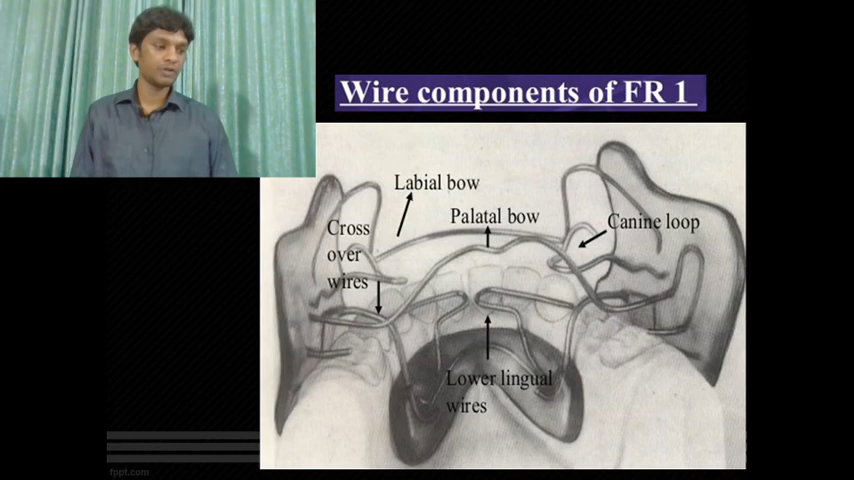 Wire components of FR 1
Labial bow
Palatal bow
Canine loop
Cross
over
wires
Lower lingual
wires
fppt.com